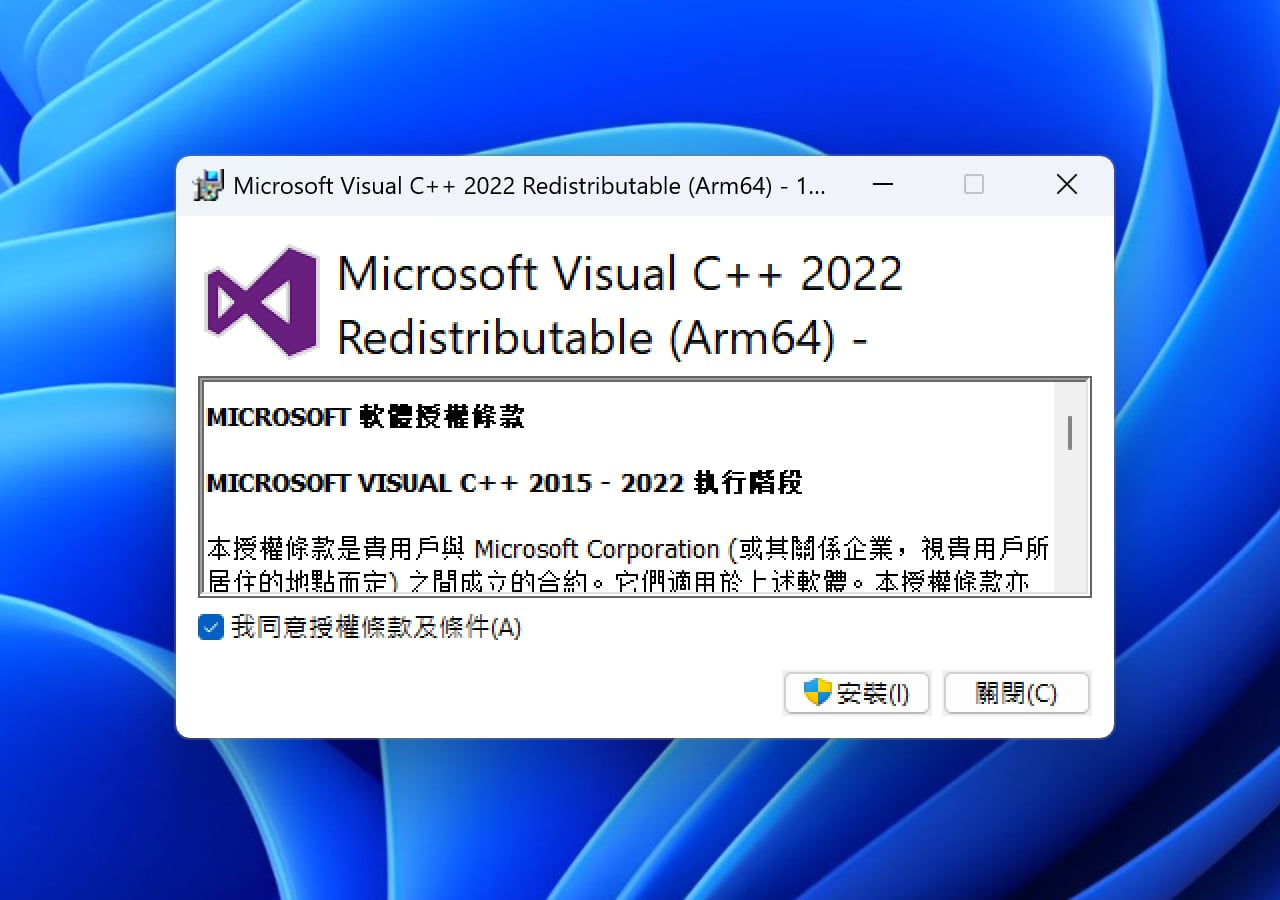 Microsoft Visual C++ 2022 Redistributable (Arm64) - 1...
Microsoft Visual C++ 2022
Redistributable (Arm64) -
MICROSOFT 軟體授權條款
MICROSOFT VISUAL C++ 2015 - 2022 執行階段
本授權條款是貴用戶與 Microsoft Corporation (或其關係企業，視貴用戶所
居住的地點而定) 之間成立的合約。它們適用於上述軟體。本授權條款亦
我同意授權條款及條件(A)
安裝(I)
關閉(C)